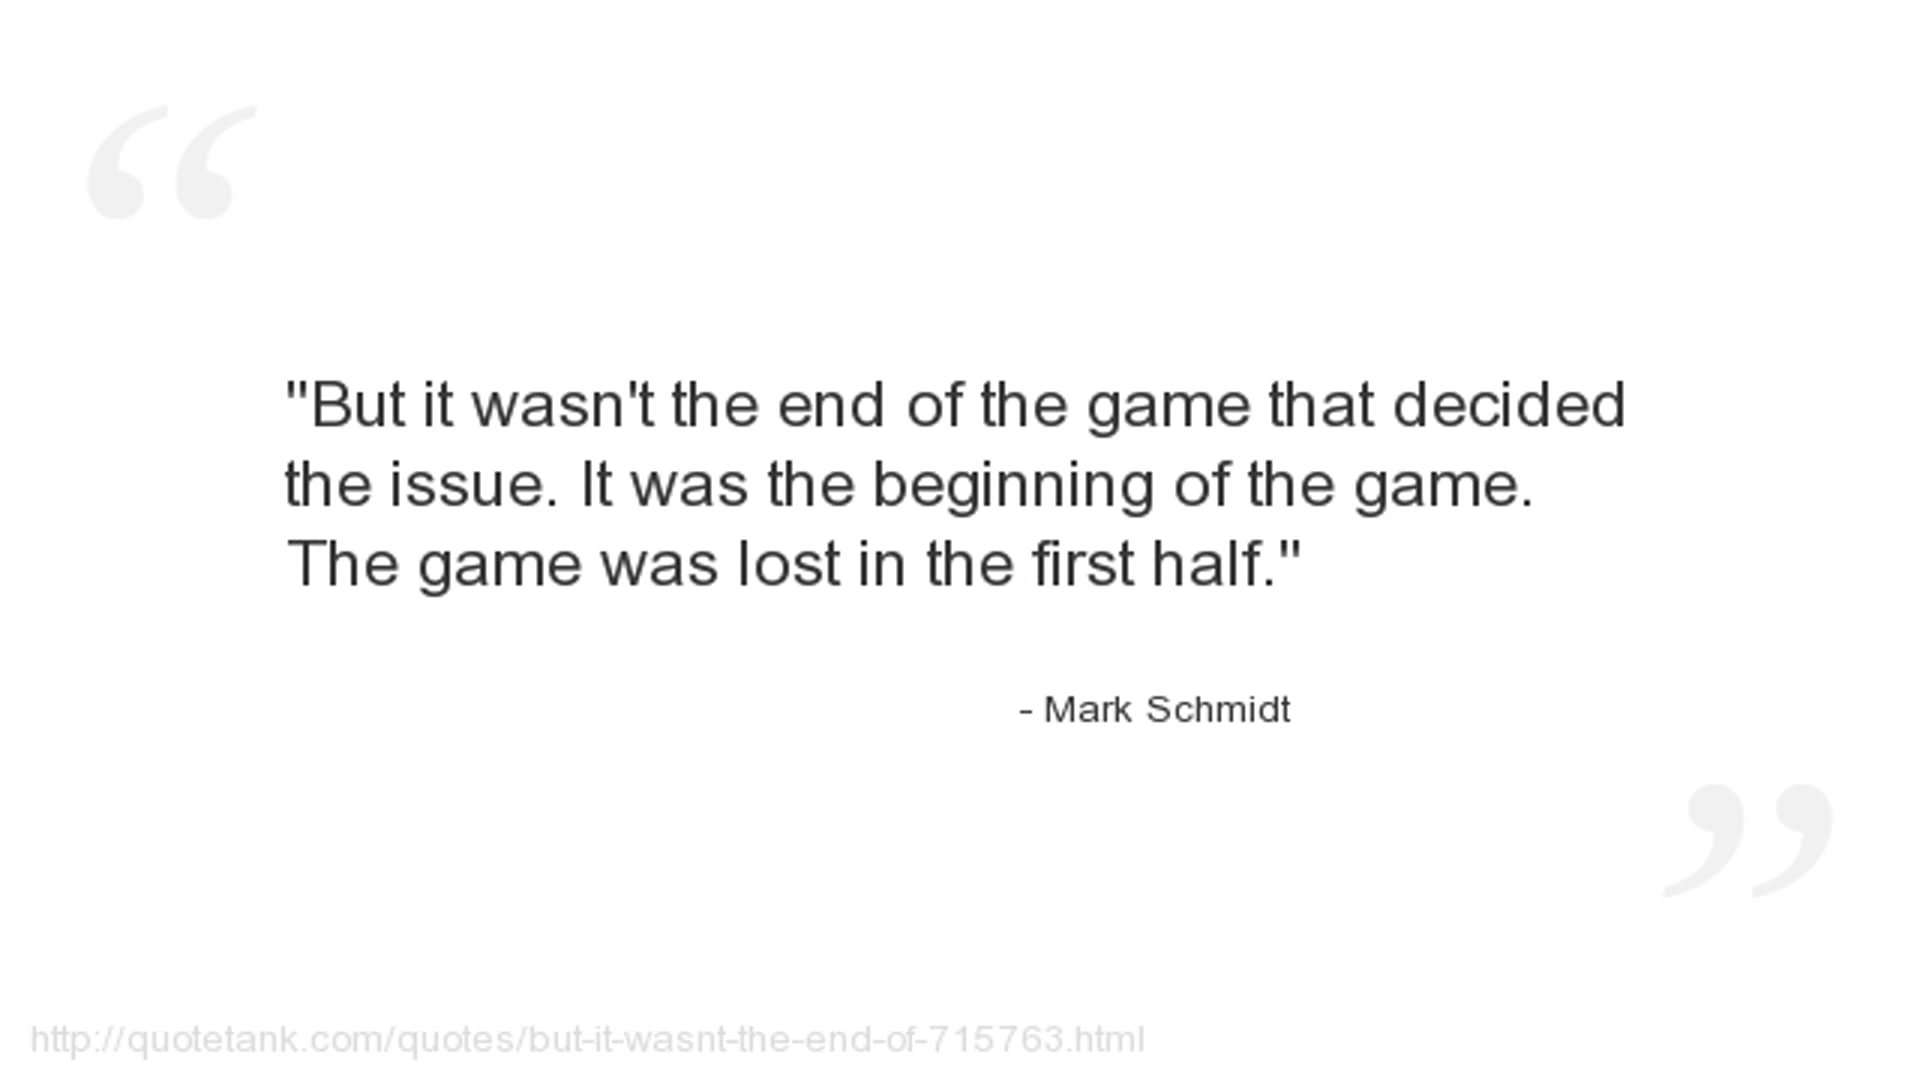 "But it wasn't the end of the game that decided
the issue. It was the beginning of the game.
The game was lost in the first half."
- Mark Schmidt
http://quotetank.com/quotes/but-it-wasnt-the-end-of-715763.html